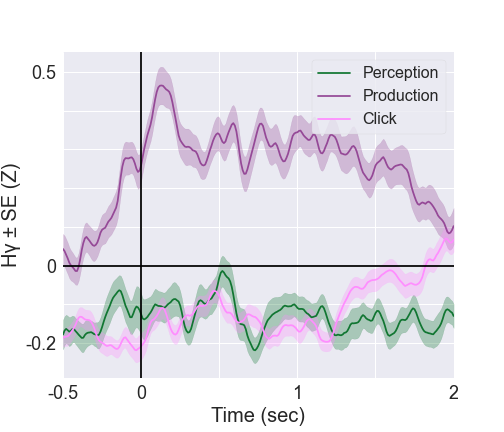 Perception
Production
Click
Hγ ± SE (Z)
0.5
0
-0.2
-0.5
0
1
2
Time (sec)